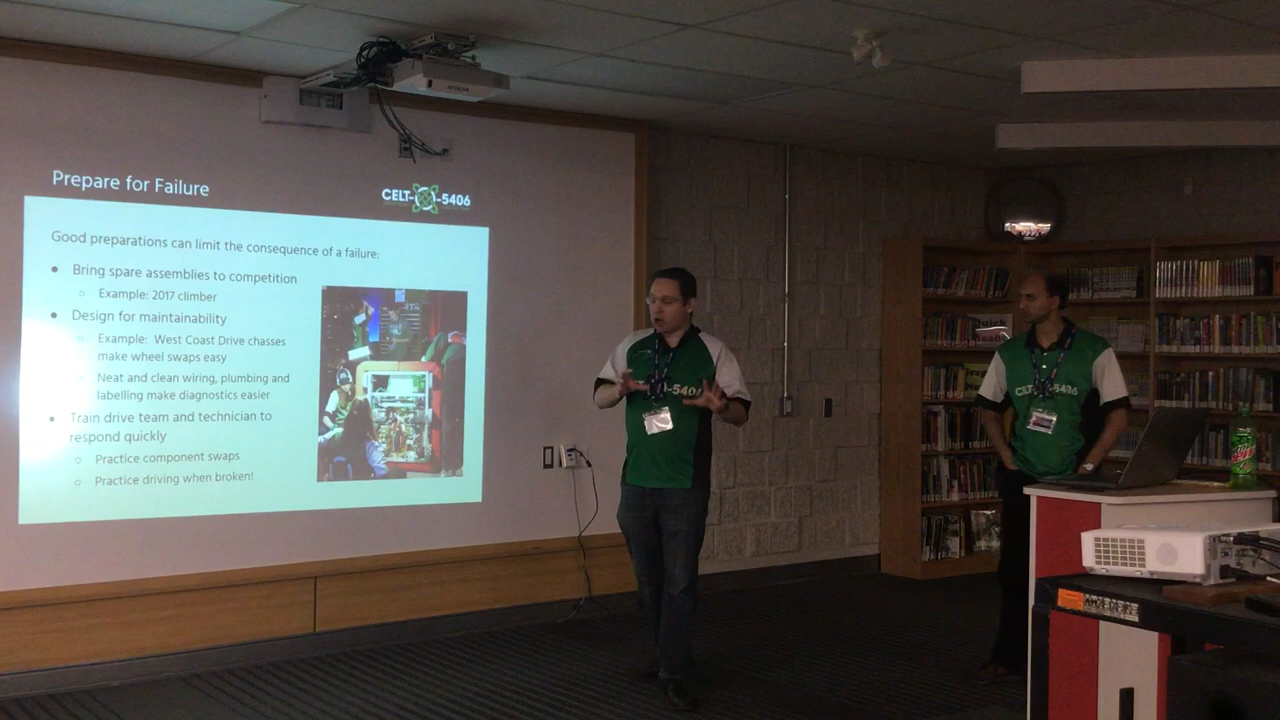 Prepare for Failure
CELT- -5406
Good preparations can limit the consequence of a failure:
● Bring spare assemblies to competition
○ Example: 2017 climber
● Design for maintainability
○ Example: West Coast Drive chasses
make wheel swaps easy
○ Neat and clean wiring, plumbing and
labelling make diagnostics easier
● Train drive team and technician to
respond quickly
○ Practice component swaps
○ Practice driving when broken!
-5406
CELT-X-5406
Quick